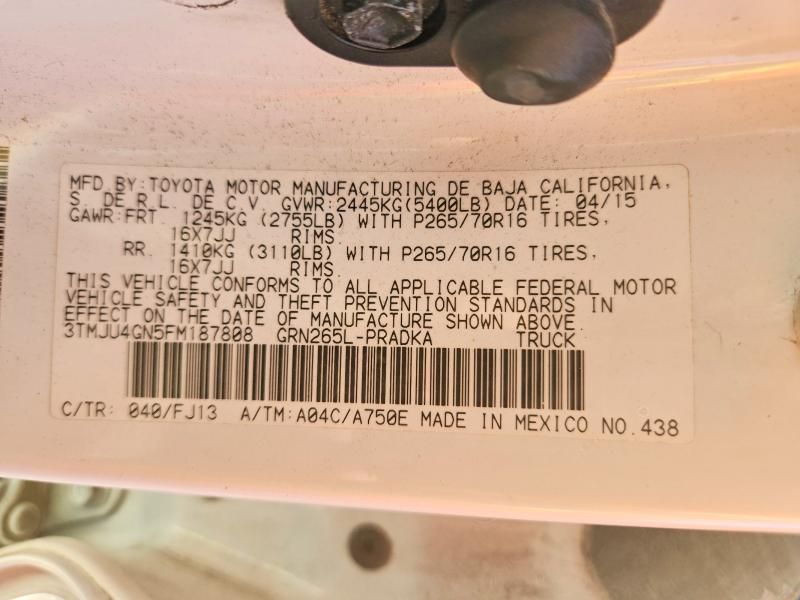 MFD.BY:TOYOTA MOTOR MANUFACTURING DE BAJA CALIFORNIA,
S. DE R.L. DE C.V. GVWR:2445KG(5400LB) DATE: 04/15
GAWR:FRT. 1245KG (2755LB) WITH P265/70R16 TIRES,
16X7JJ RIMS
RR. 1410KG (3110LB) WITH P265/70R16 TIRES,
16X7JJ RIMS
THIS VEHICLE CONFORMS TO ALL APPLICABLE FEDERAL MOTOR
VEHICLE SAFETY AND THEFT PREVENTION STANDARDS IN
EFFECT ON THE DATE OF MANUFACTURE SHOWN ABOVE.
3TMJU4GN5FM187808 GRN265L-PRADKA TRUCK
C/TR: 040/FJ13 A/TM:A04C/A750E MADE IN MEXICO NO.438